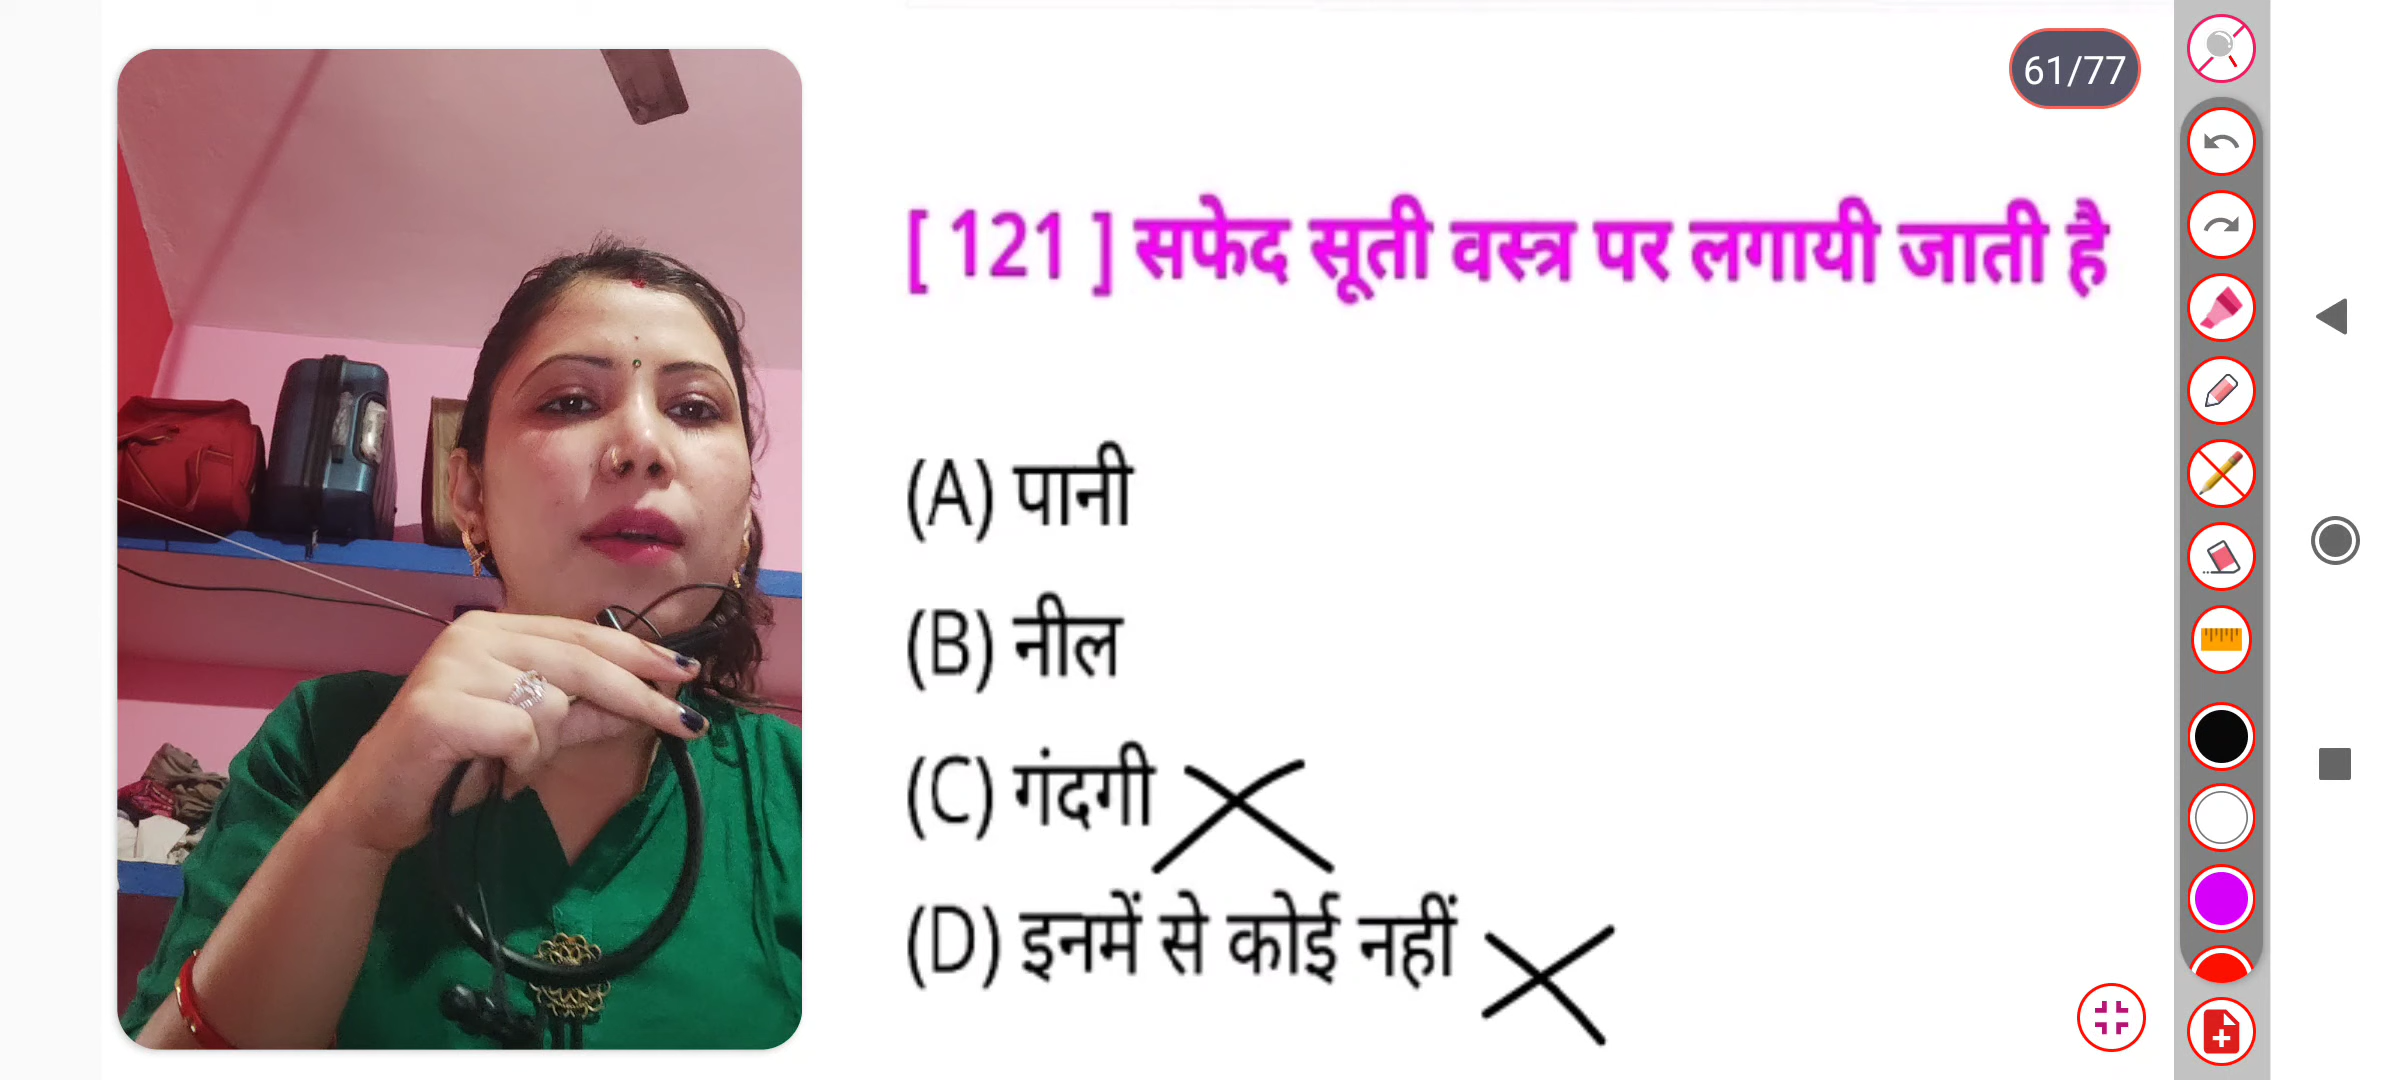 61/77
[ 121 ] सफेद सूती वस्त्र पर लगायी जाती है
(A) पानी
(B) नील
(C) गंदगी
(D) इनमें से कोई नहीं